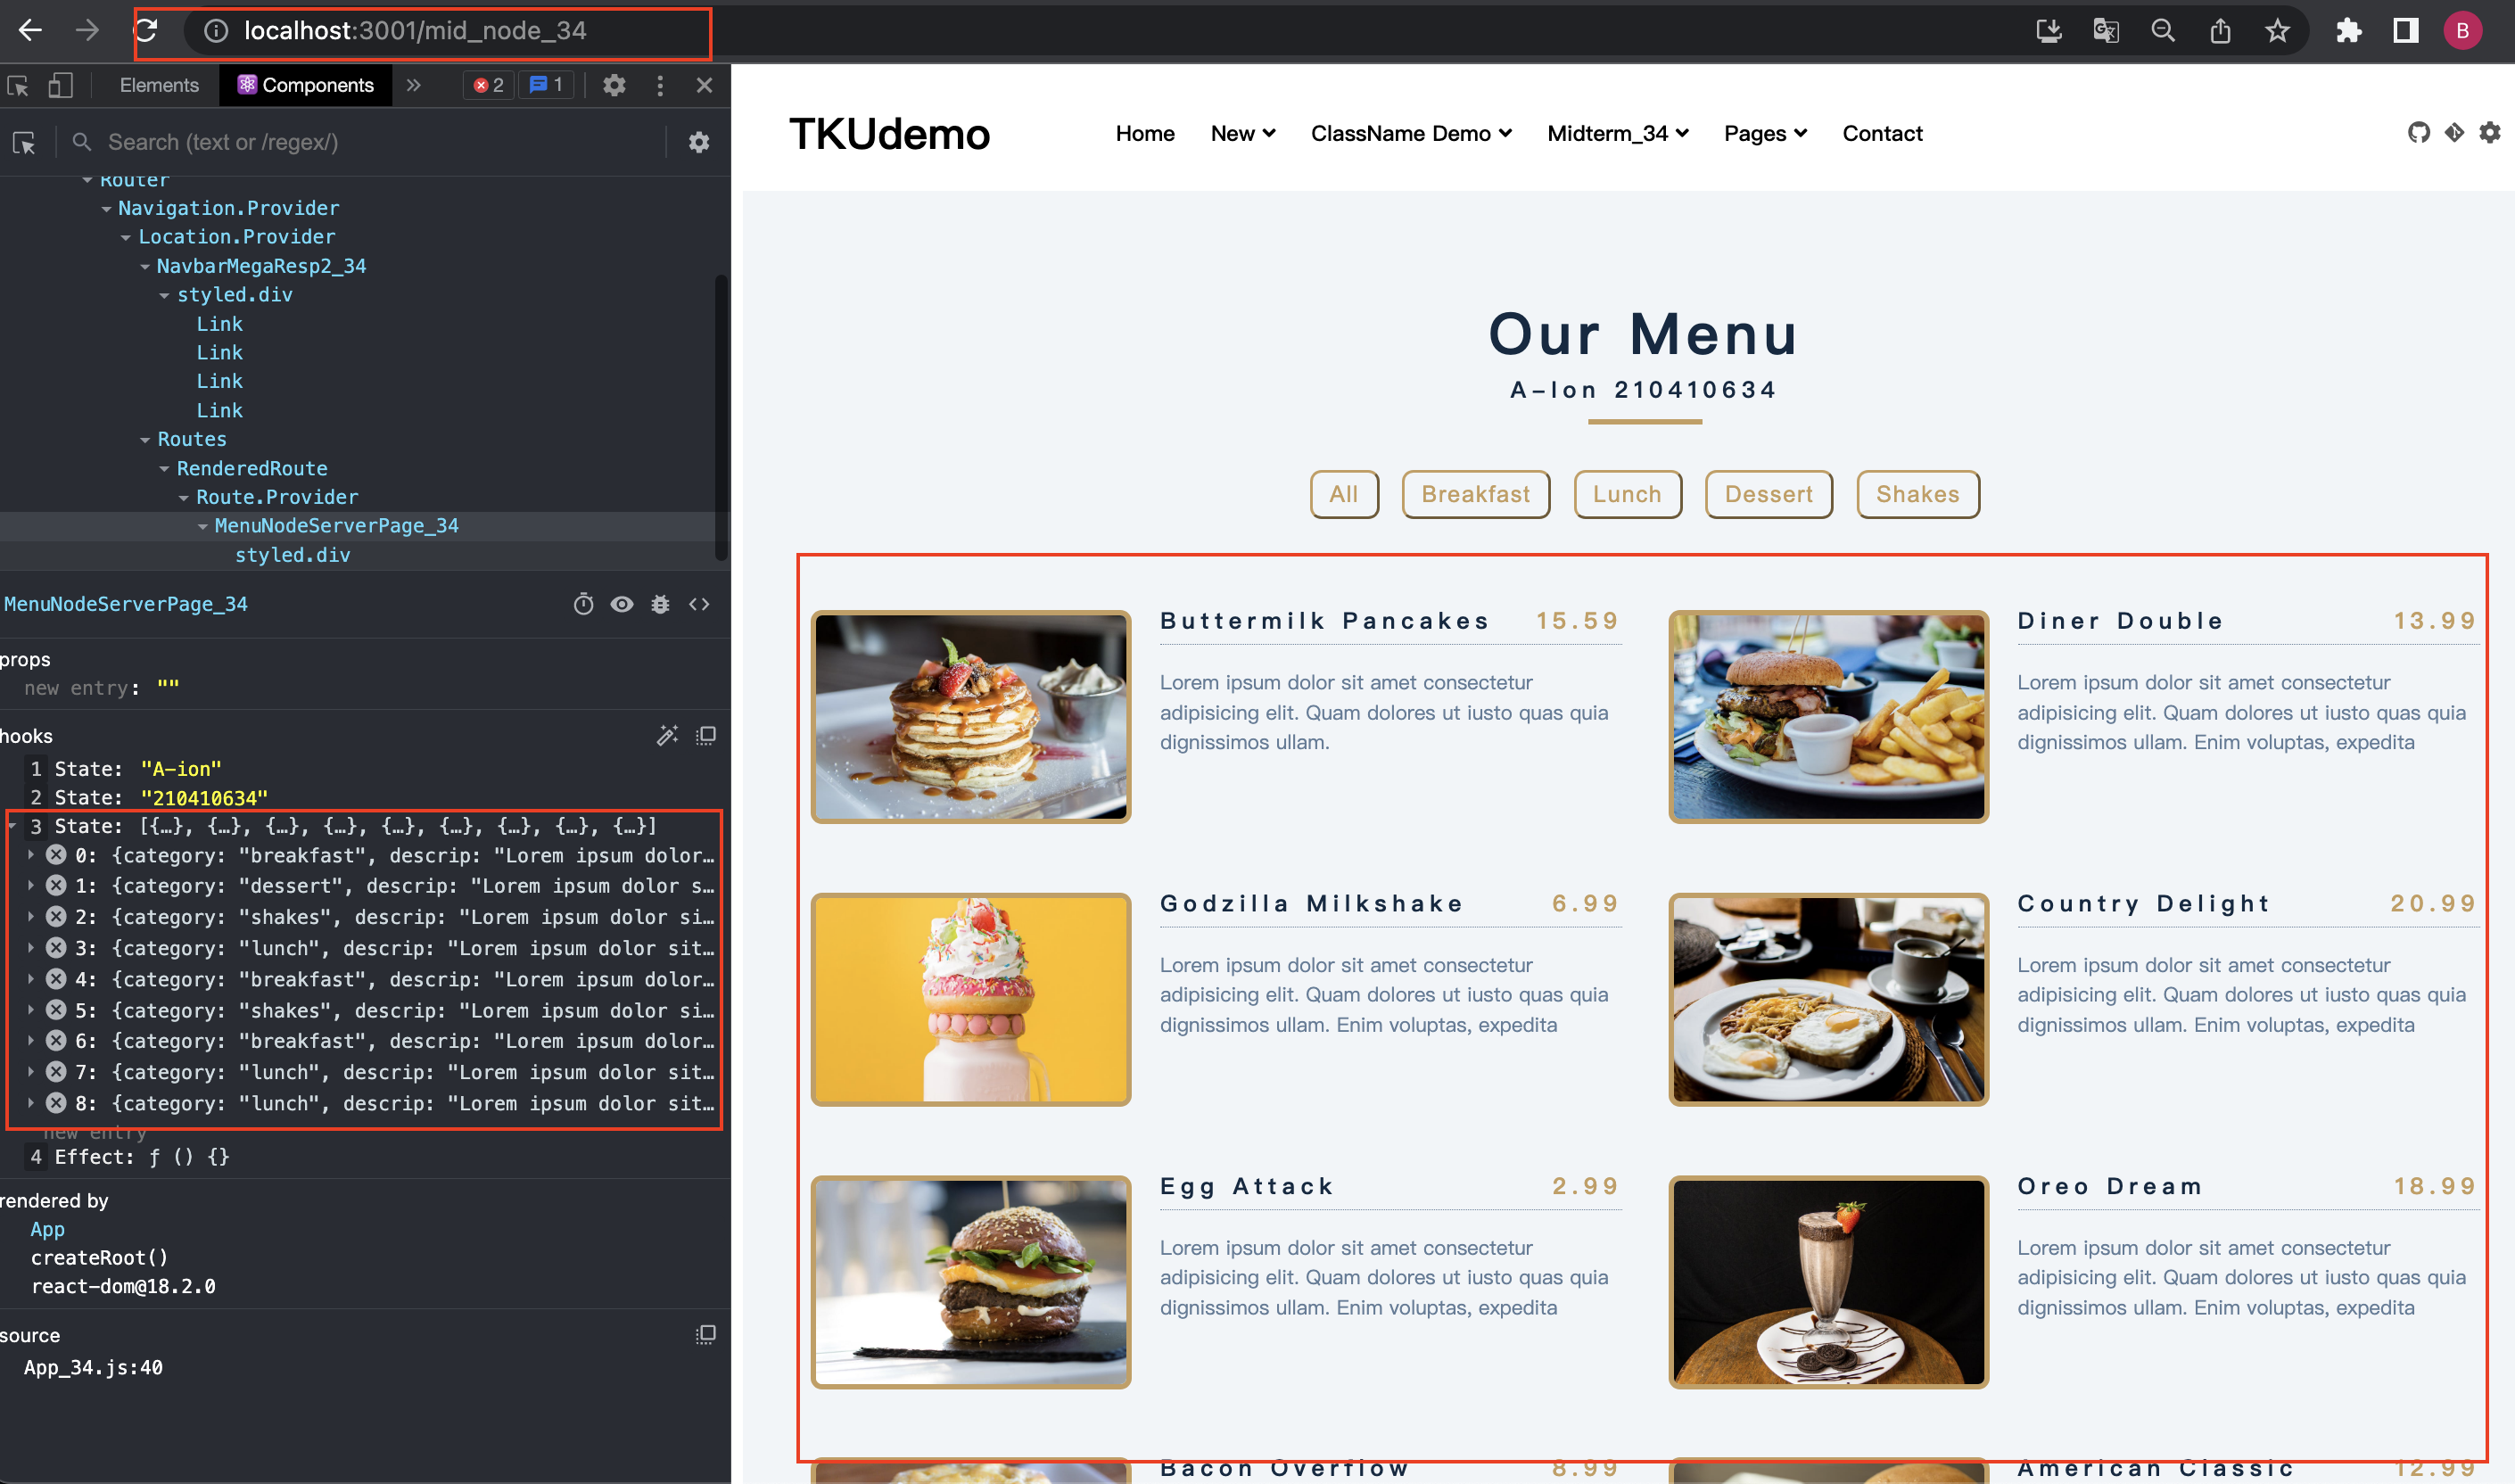 localhost:3001/mid_node_34
B
Elements
Components
2
1
Search (text or /regex/)
Router
Navigation.Provider
Location.Provider
NavbarMegaResp2_34
styled.div
Link
Link
Link
Link
Routes
RenderedRoute
Route.Provider
MenuNodeServerPage_34
styled.div
MenuNodeServerPage_34
props
new entry: ""
hooks
1 State: "A-ion"
2 State: "210410634"
3 State: [{…}, {…}, {…}, {…}, {…}, {…}, {…}, {…}, {…}]
0: {category: "breakfast", descrip: "Lorem ipsum dolor…
1: {category: "dessert", descrip: "Lorem ipsum dolor s…
2: {category: "shakes", descrip: "Lorem ipsum dolor si…
3: {category: "lunch", descrip: "Lorem ipsum dolor sit…
4: {category: "breakfast", descrip: "Lorem ipsum dolor…
5: {category: "shakes", descrip: "Lorem ipsum dolor si…
6: {category: "breakfast", descrip: "Lorem ipsum dolor…
7: {category: "lunch", descrip: "Lorem ipsum dolor sit…
8: {category: "lunch", descrip: "Lorem ipsum dolor sit…
new entry
4 Effect: ƒ () {}
rendered by
App
createRoot()
react-dom@18.2.0
source
App_34.js:40
TKUdemo
Home New ClassName Demo Midterm_34 Pages Contact
Our Menu
A-Ion 210410634
All Breakfast Lunch Dessert Shakes
Buttermilk Pancakes 15.59
Lorem ipsum dolor sit amet consectetur
adipisicing elit. Quam dolores ut iusto quas quia
dignissimos ullam.
Diner Double 13.99
Lorem ipsum dolor sit amet consectetur
adipisicing elit. Quam dolores ut iusto quas quia
dignissimos ullam. Enim voluptas, expedita
Godzilla Milkshake 6.99
Lorem ipsum dolor sit amet consectetur
adipisicing elit. Quam dolores ut iusto quas quia
dignissimos ullam. Enim voluptas, expedita
Country Delight 20.99
Lorem ipsum dolor sit amet consectetur
adipisicing elit. Quam dolores ut iusto quas quia
dignissimos ullam. Enim voluptas, expedita
Egg Attack 2.99
Lorem ipsum dolor sit amet consectetur
adipisicing elit. Quam dolores ut iusto quas quia
dignissimos ullam. Enim voluptas, expedita
Oreo Dream 18.99
Lorem ipsum dolor sit amet consectetur
adipisicing elit. Quam dolores ut iusto quas quia
dignissimos ullam. Enim voluptas, expedita
Bacon Overflow 8.99
American Classic 12.99